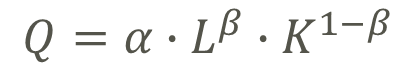 Q = α · L^β · K^{1−β}